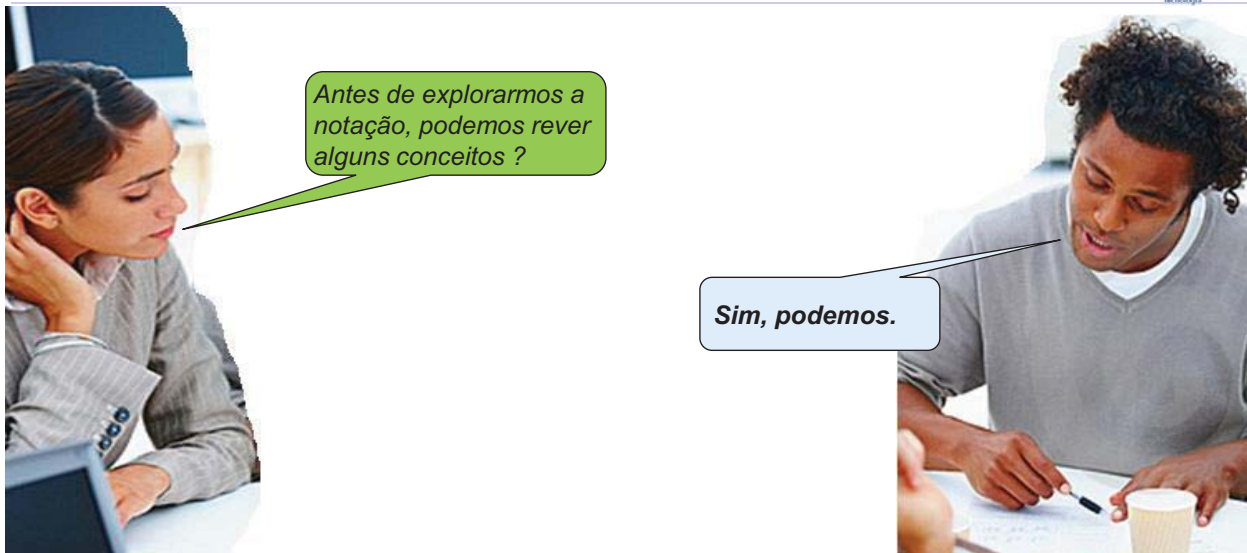 Antes de explorarmos a
notação, podemos rever
alguns conceitos ?
Sim, podemos.